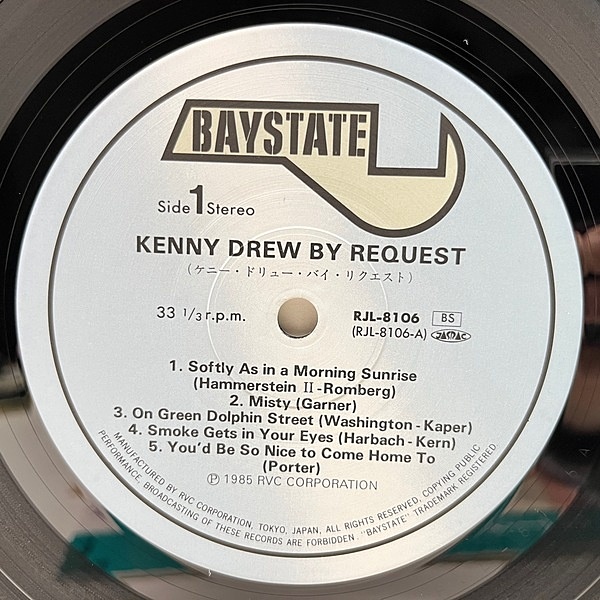 BAYSTATE
Side 1 Stereo
KENNY DREW BY REQUEST
(ケニー・ドリュー・バイ・リクエスト)
33 1/3 r.p.m.
RJL-8106 BS
(RJL-8106-A) JASRAC
1. Softly As in a Morning Sunrise
(Hammerstein II-Romberg)
2. Misty (Garner)
3. On Green Dolphin Street (Washington-Kaper)
4. Smoke Gets in Your Eyes (Harbach-Kern)
5. You'd Be So Nice to Come Home To
(Porter)
Ⓟ 1985 RVC CORPORATION
MANUFACTURED BY RVC CORPORATION, TOKYO, JAPAN, ALL RIGHTS RESERVED, COPYING PUBLIC
PERFORMANCE, BROADCASTING OF THESE RECORDS ARE FORBIDDEN. "BAYSTATE" TRADEMARK REGISTERED